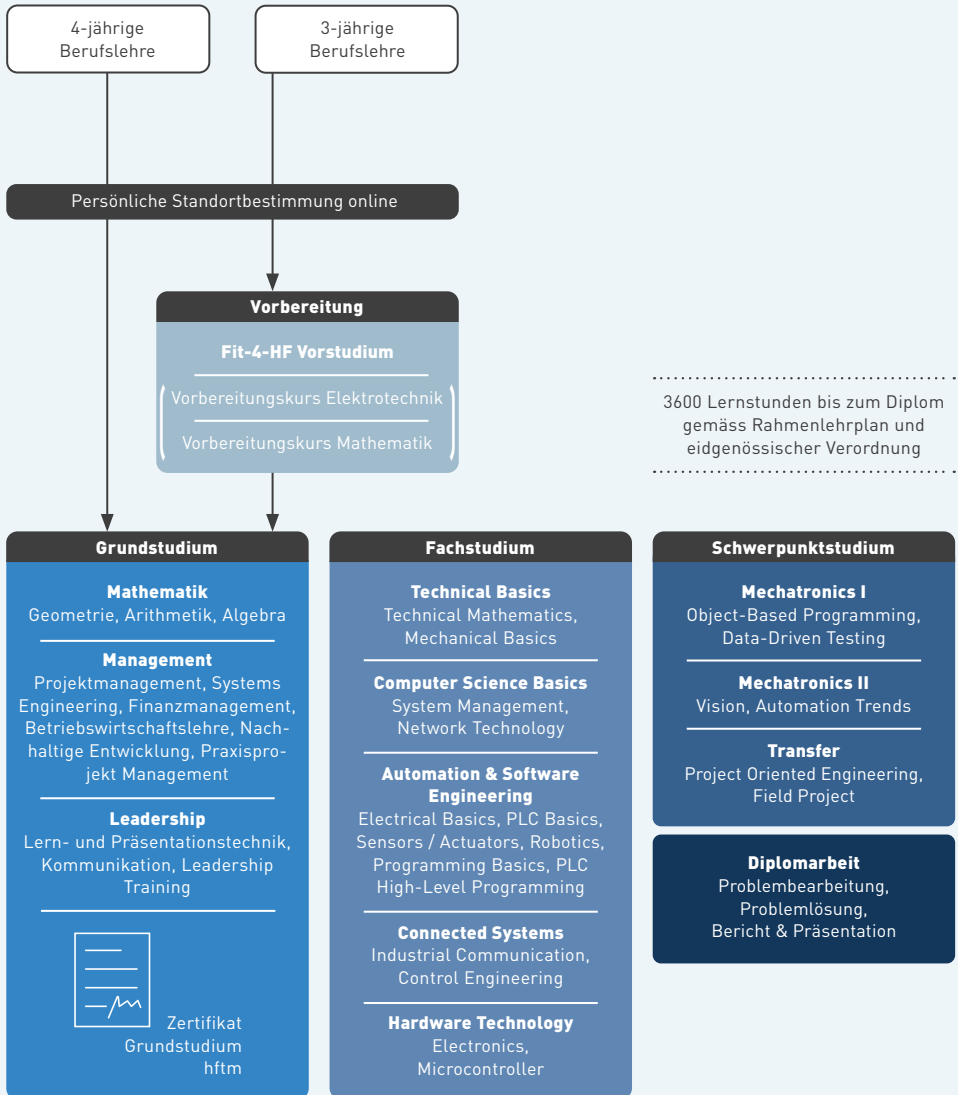 4-jährige
Berufslehre
3-jährige
Berufslehre
Persönliche Standortbestimmung online
Vorbereitung
Fit-4-HF Vorstudium
Vorbereitungskurs Elektrotechnik
Vorbereitungskurs Mathematik
3600 Lernstunden bis zum Diplom
gemäss Rahmenlehrplan und
eidgenössischer Verordnung
Grundstudium
Mathematik
Geometrie, Arithmetik, Algebra
Management
Projektmanagement, Systems
Engineering, Finanzmanagement,
Betriebswirtschaftslehre, Nach-
haltige Entwicklung, Praxispro-
jekt Management
Leadership
Lern- und Präsentationstechnik,
Kommunikation, Leadership
Training
Zertifikat
Grundstudium
hftm
Fachstudium
Technical Basics
Technical Mathematics,
Mechanical Basics
Computer Science Basics
System Management,
Network Technology
Automation & Software
Engineering
Electrical Basics, PLC Basics,
Sensors / Actuators, Robotics,
Programming Basics, PLC
High-Level Programming
Connected Systems
Industrial Communication,
Control Engineering
Hardware Technology
Electronics,
Microcontroller
Schwerpunktstudium
Mechatronics I
Object-Based Programming,
Data-Driven Testing
Mechatronics II
Vision, Automation Trends
Transfer
Project Oriented Engineering,
Field Project
Diplomarbeit
Problembearbeitung,
Problemlösung,
Bericht & Präsentation